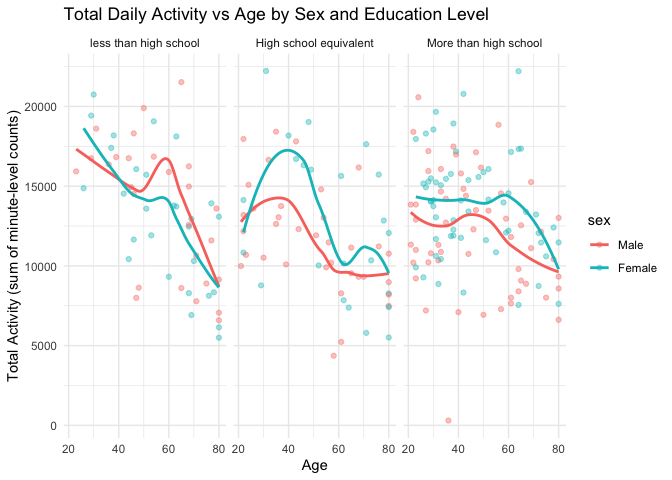 Total Daily Activity vs Age by Sex and Education Level
less than high school
High school equivalent
More than high school
Total Activity (sum of minute-level counts)
20000
15000
10000
5000
0
20 40 60 80
20 40 60 80
20 40 60 80
Age
sex
Male
Female